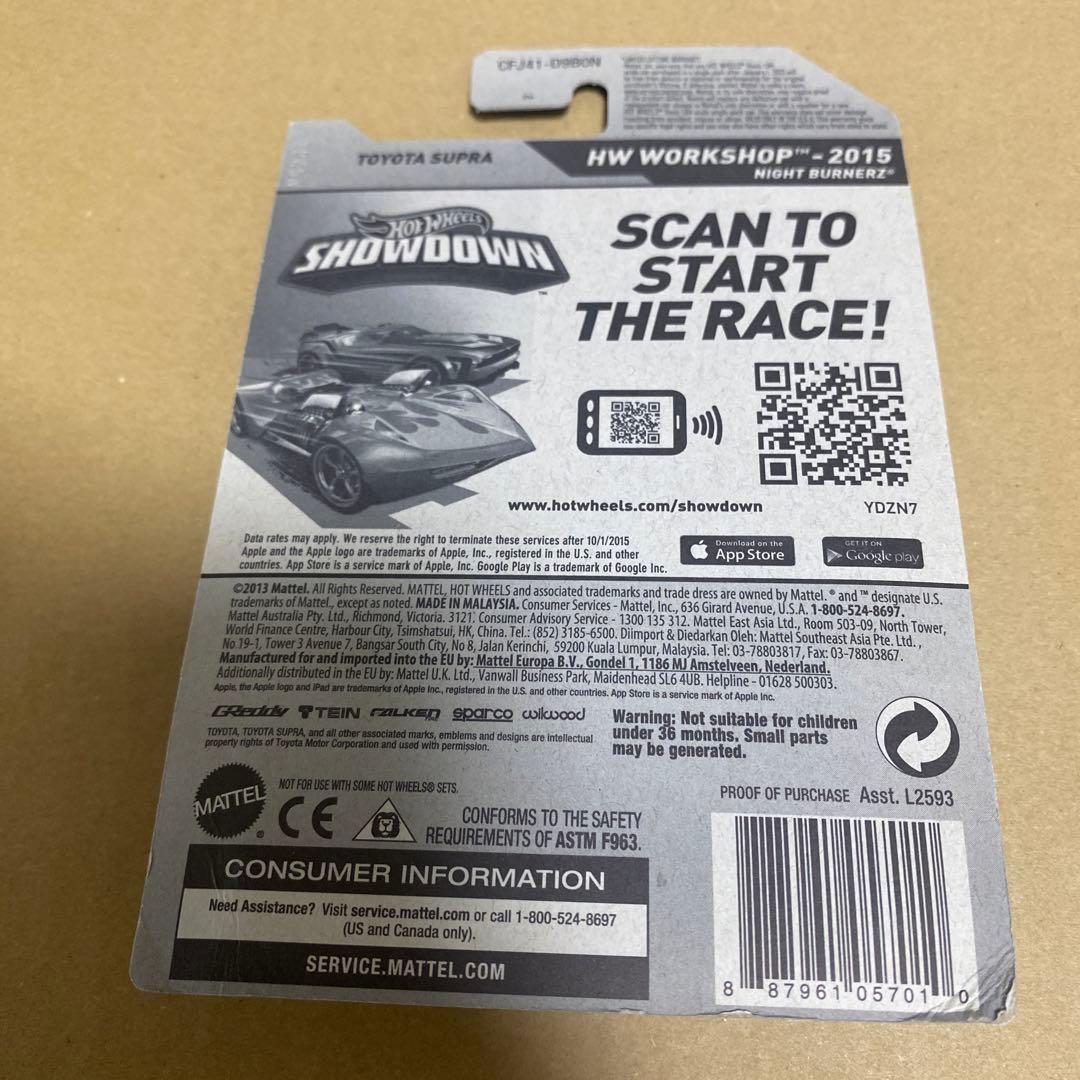 CFJ41-D9B0N
TOYOTA SUPRA
HW WORKSHOP™ - 2015
NIGHT BURNERZ®
HOT WHEELS
SHOWDOWN™
SCAN TO
START
THE RACE!
www.hotwheels.com/showdown
YDZN7
Data rates may apply. We reserve the right to terminate these services after 10/1/2015
Apple and the Apple logo are trademarks of Apple, Inc., registered in the U.S. and other
countries. App Store is a service mark of Apple, Inc. Google Play is a trademark of Google Inc.
Download on the
App Store
GET IT ON
Google play
©2013 Mattel. All Rights Reserved. MATTEL, HOT WHEELS and associated trademarks and trade dress are owned by Mattel. ® and ™ designate U.S.
trademarks of Mattel, except as noted. MADE IN MALAYSIA. Consumer Services - Mattel, Inc., 636 Girard Avenue, U.S.A. 1-800-524-8697.
Mattel Australia Pty. Ltd., Richmond, Victoria. 3121. Consumer Advisory Service - 1300 135 312. Mattel East Asia Ltd., Room 503-09, North Tower,
World Finance Centre, Harbour City, Tsimshatsui, HK, China. Tel.: (852) 3185-6500. Diimport & Diedarkan Oleh: Mattel Southeast Asia Pte. Ltd.,
No 19-1, Tower 3 Avenue 7, Bangsar South City, No 8, Jalan Kerinchi, 59200 Kuala Lumpur, Malaysia. Tel: 03-78803817, Fax: 03-78803867.
Manufactured for and imported into the EU by: Mattel Europa B.V., Gondel 1, 1186 MJ Amstelveen, Nederland.
Additionally distributed in the EU by: Mattel U.K. Ltd., Vanwall Business Park, Maidenhead SL6 4UB. Helpline - 01628 500303.
Apple, the Apple logo and iPad are trademarks of Apple Inc., registered in the U.S. and other countries. App Store is a service mark of Apple Inc.
GReddy TEIN FALKEN sparco wilwood
TOYOTA, TOYOTA SUPRA, and all other associated marks, emblems and designs are intellectual
property rights of Toyota Motor Corporation and used with permission.
Warning: Not suitable for children
under 36 months. Small parts
may be generated.
MATTEL®
NOT FOR USE WITH SOME HOT WHEELS® SETS.
CE
CONFORMS TO THE SAFETY
REQUIREMENTS OF ASTM F963.
PROOF OF PURCHASE Asst. L2593
CONSUMER INFORMATION
Need Assistance? Visit service.mattel.com or call 1-800-524-8697
(US and Canada only).
SERVICE.MATTEL.COM
8 87961 05701 0